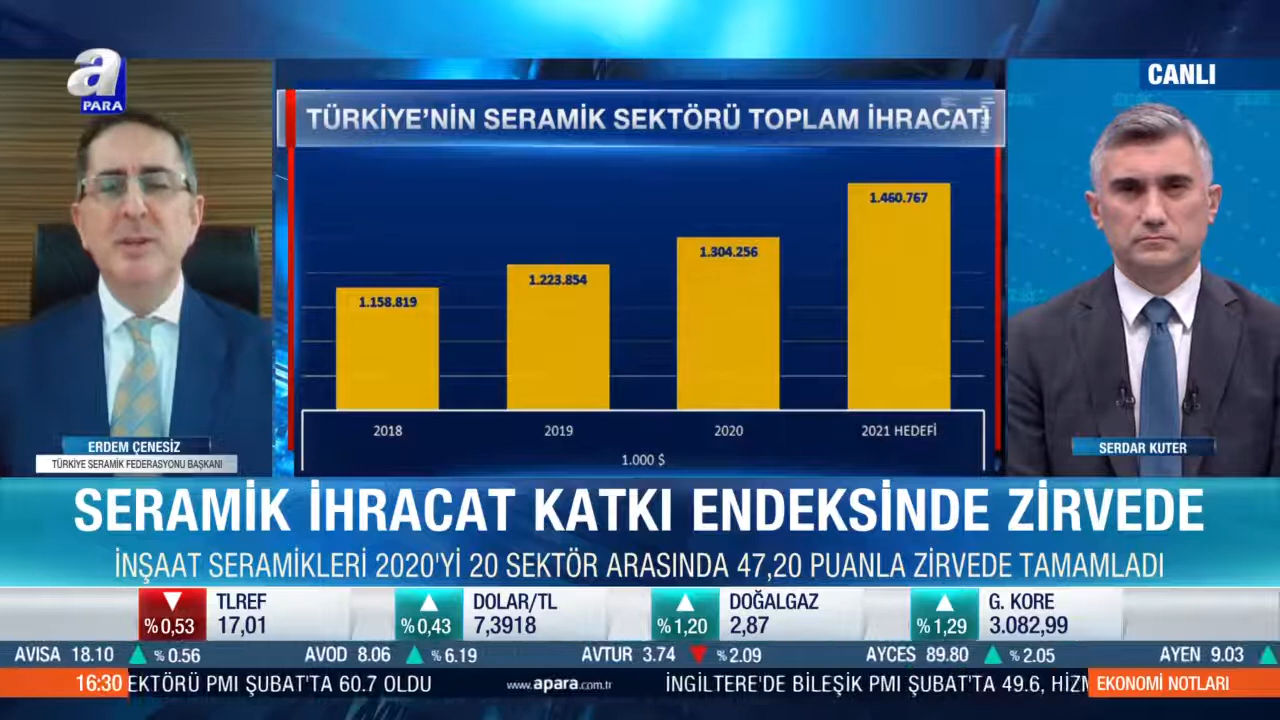 a
PARA
CANLI
TÜRKİYE'NİN SERAMİK SEKTÖRÜ TOPLAM İHRACATI
1.158.819
1.223.854
1.304.256
1.460.767
2018
2019
2020
2021 HEDEFİ
1.000 $
ERDEM ÇENESİZ
TÜRKİYE SERAMİK FEDERASYONU BAŞKANI
SERDAR KUTER
SERAMİK İHRACAT KATKI ENDEKSİNDE ZİRVEDE
İNŞAAT SERAMİKLERİ 2020'Yİ 20 SEKTÖR ARASINDA 47,20 PUANLA ZİRVEDE TAMAMLADI
%0,53 TLREF 17,01
%0,43 DOLAR/TL 7,3918
%1,20 DOĞALGAZ 2,87
%1,29 G. KORE 3.082,99
AVISA 18.10 %0.56 AVOD 8.06 %6.19 AVTUR 3.74 %2.09 AYCES 89.80 %2.05 AYEN 9.03
16:30 EKTÖRÜ PMI ŞUBAT'TA 60.7 OLDU www.apara.com.tr İNGİLTERE'DE BİLEŞİK PMI ŞUBAT'TA 49.6, HİZM EKONOMİ NOTLARI